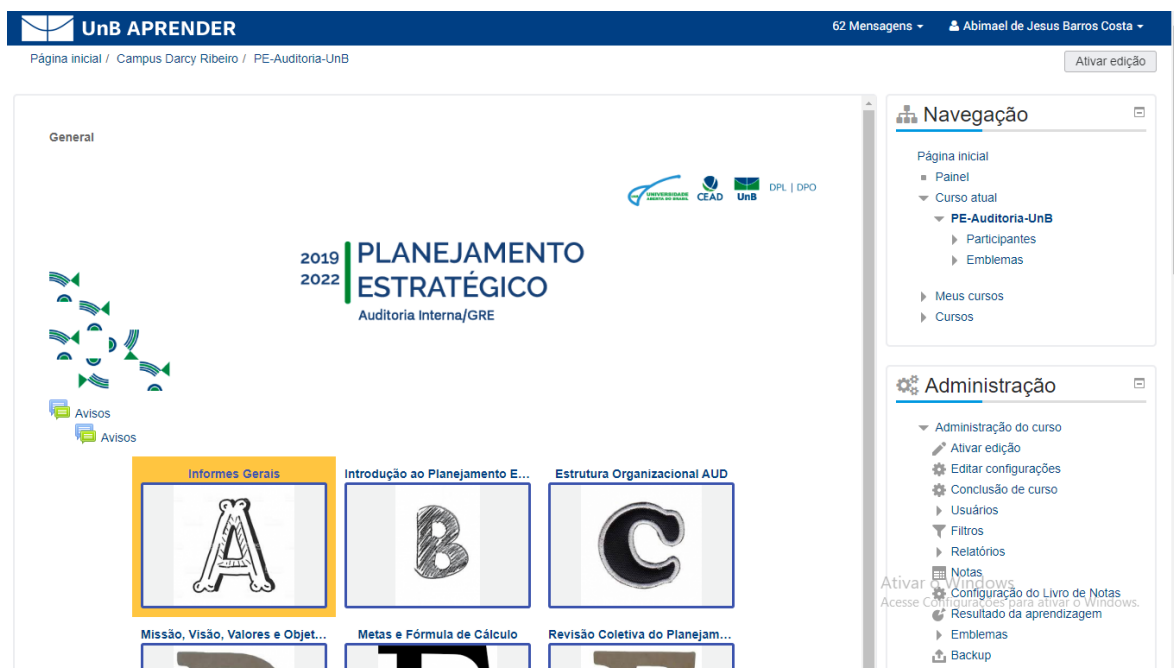 UnB APRENDER
62 Mensagens
Abimael de Jesus Barros Costa
Página inicial / Campus Darcy Ribeiro / PE-Auditoria-UnB
Ativar edição
General
UNIVERSIDADE
ABERTA DO BRASIL
CEAD
UnB
DPL | DPO
2019
2022
PLANEJAMENTO
ESTRATÉGICO
Auditoria Interna/GRE
Avisos
Avisos
Informes Gerais
Introdução ao Planejamento E...
Estrutura Organizacional AUD
A
B
C
Missão, Visão, Valores e Objet...
Metas e Fórmula de Cálculo
Revisão Coletiva do Planejam...
Navegação
Página inicial
Painel
Curso atual
PE-Auditoria-UnB
Participantes
Emblemas
Meus cursos
Cursos
Administração
Administração do curso
Ativar edição
Editar configurações
Conclusão de curso
Usuários
Filtros
Relatórios
Notas
Configuração do Livro de Notas
Resultado da aprendizagem
Emblemas
Backup
Ativar o Windows
Acesse Configurações para ativar o Windows.